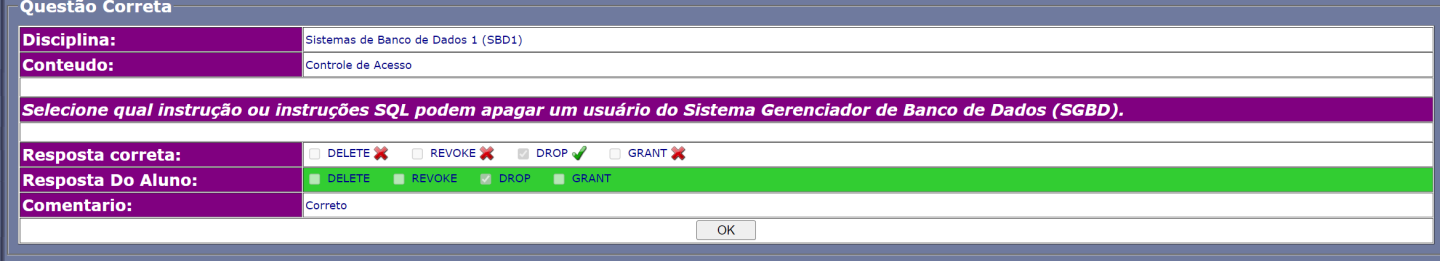 Questão Correta
Disciplina: Sistemas de Banco de Dados 1 (SBD1)
Conteudo: Controle de Acesso
Selecione qual instrução ou instruções SQL podem apagar um usuário do Sistema Gerenciador de Banco de Dados (SGBD).
Resposta correta: DELETE REVOKE DROP GRANT
Resposta Do Aluno: DELETE REVOKE DROP GRANT
Comentario: Correto
OK